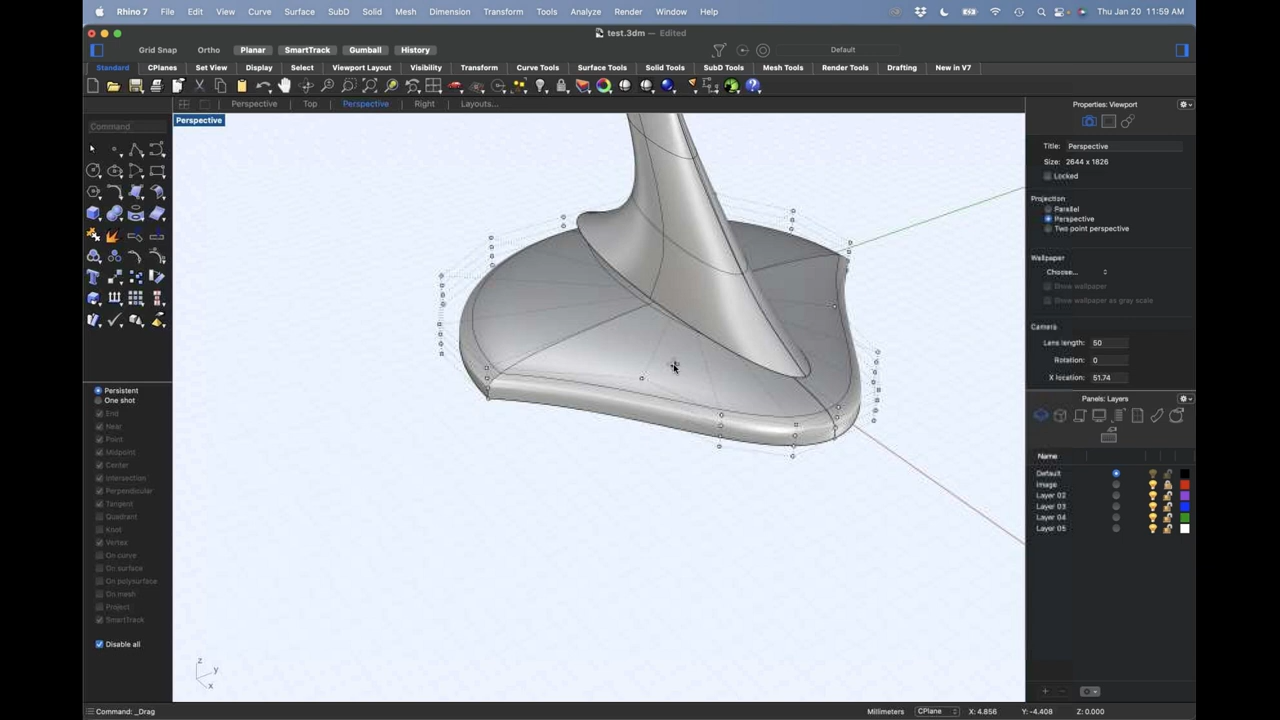 Rhino 7 File Edit View Curve Surface SubD Solid Mesh Dimension Transform Tools Analyze Render Window Help Thu Jan 20 11:59 AM
test.3dm — Edited
Grid Snap Ortho Planar SmartTrack Gumball History Default
Standard CPlanes Set View Display Select Viewport Layout Visibility Transform Curve Tools Surface Tools Solid Tools SubD Tools Mesh Tools Render Tools Drafting New in V7
Perspective Top Perspective Right Layouts...
Perspective
Command
Persistent
One shot
End
Near
Point
Midpoint
Center
Intersection
Perpendicular
Tangent
Quadrant
Knot
Vertex
On curve
On surface
On polysurface
On mesh
Project
SmartTrack
Disable all
z
y
x
Properties: Viewport
Title: Perspective
Size: 2644 x 1826
Locked
Projection
Parallel
Perspective
Two point perspective
Wallpaper
Choose...
Show wallpaper
Show wallpaper as gray scale
Camera
Lens length: 50
Rotation: 0
X location: 51.74
Panels: Layers
Name
Default
Image
Layer 02
Layer 03
Layer 04
Layer 05
Command: _Drag Millimeters CPlane X: 4.856 Y: -4.408 Z: 0.000